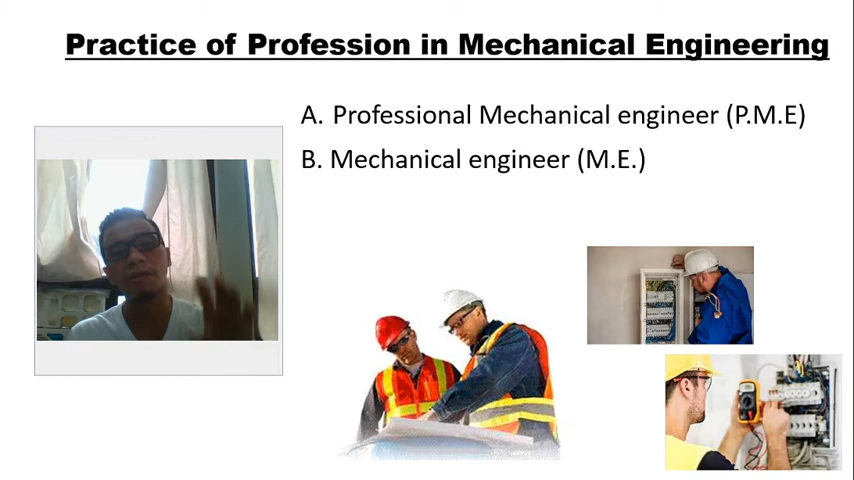 Practice of Profession in Mechanical Engineering
A. Professional Mechanical engineer (P.M.E)
B. Mechanical engineer (M.E.)